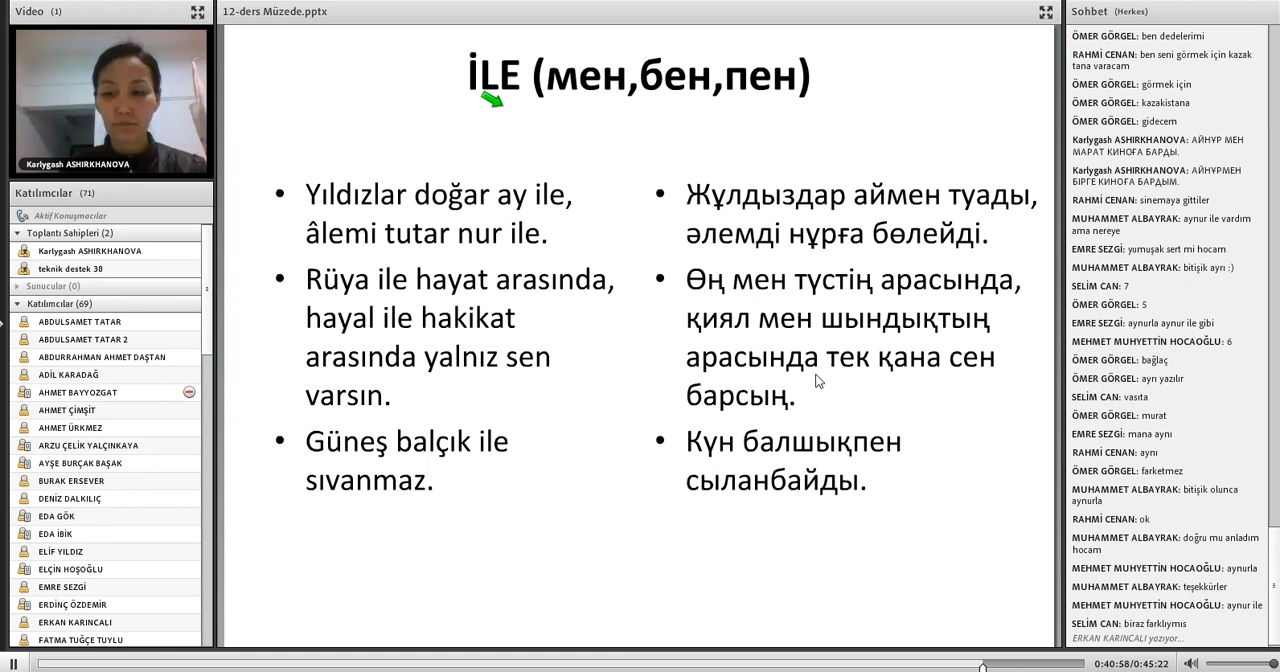 Video (1)
Karlygash ASHIRKHANOVA
Katılımcılar (71)
Aktif Konuşmacılar
Toplantı Sahipleri (2)
Karlygash ASHIRKHANOVA
teknik destek 38
Sunucular (0)
Katılımcılar (69)
ABDULSAMET TATAR
ABDULSAMET TATAR 2
ABDURRAHMAN AHMET DAŞTAN
ADİL KARADAĞ
AHMET BAYYOZGAT
AHMET ÇİMŞİT
AHMET ÜRKMEZ
ARZU ÇELİK YALÇINKAYA
AYŞE BURÇAK BAŞAK
BURAK ERSEVER
DENİZ DALKILIÇ
EDA GÖK
EDA İBİK
ELİF YILDIZ
ELÇİN HOŞOĞLU
EMRE SEZGİ
ERDİNÇ ÖZDEMİR
ERKAN KARINCALI
FATMA TUĞÇE TUYLU
12-ders Müzede.pptx
İLE (мен,бен,пен)
• Yıldızlar doğar ay ile,
âlemi tutar nur ile.
• Rüya ile hayat arasında,
hayal ile hakikat
arasında yalnız sen
varsın.
• Güneş balçık ile
sıvanmaz.
• Жұлдыздар аймен туады,
әлемді нұрға бөлейді.
• Өң мен түстің арасында,
қиял мен шындықтың
арасында тек қана сен
барсың.
• Күн балшықпен
сыланбайды.
Sohbet (Herkes)
ÖMER GÖRGEL: ben dedelerimi
RAHMİ CENAN: ben seni görmek için kazak
tana varacam
ÖMER GÖRGEL: görmek için
ÖMER GÖRGEL: kazakistana
ÖMER GÖRGEL: gidecem
Karlygash ASHIRKHANOVA: АЙНҰР МЕН
МАРАТ КИНОҒА БАРДЫ.
Karlygash ASHIRKHANOVA: АЙНҰРМЕН
БІРГЕ КИНОҒА БАРДЫМ.
RAHMİ CENAN: sinemaya gittiler
MUHAMMET ALBAYRAK: aynur ile vardım
ama nereye
EMRE SEZGİ: yumuşak sert mi hocam
MUHAMMET ALBAYRAK: bitişik ayrı :)
SELİM CAN: 7
ÖMER GÖRGEL: 5
EMRE SEZGİ: aynurla aynur ile gibi
MEHMET MUHYETTİN HOCAOĞLU: 6
ÖMER GÖRGEL: bağlaç
ÖMER GÖRGEL: ayrı yazılır
SELİM CAN: vasıta
ÖMER GÖRGEL: murat
EMRE SEZGİ: mana aynı
RAHMİ CENAN: aynı
ÖMER GÖRGEL: farketmez
MUHAMMET ALBAYRAK: bitişik olunca
aynurla
RAHMİ CENAN: ok
MUHAMMET ALBAYRAK: doğru mu anladım
hocam
MEHMET MUHYETTİN HOCAOĞLU: aynurla
MUHAMMET ALBAYRAK: teşekkürler
MEHMET MUHYETTİN HOCAOĞLU: aynur ile
SELİM CAN: biraz farklıymıs
ERKAN KARINCALI yazıyor...
0:40:58/0:45:22